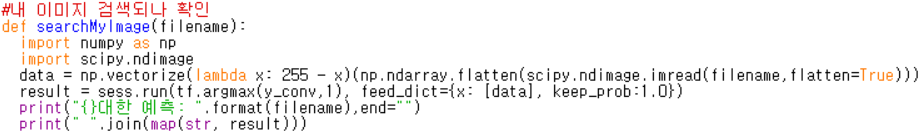 #내 이미지 검색되나 확인
def searchMyImage(filename):
  import numpy as np
  import scipy.ndimage
  data = np.vectorize(lambda x: 255 - x)(np.ndarray.flatten(scipy.ndimage.imread(filename,flatten=True)))
  result = sess.run(tf.argmax(y_conv,1), feed_dict={x: [data], keep_prob:1.0})
  print("{}대한 예측: ".format(filename),end="")
  print(" ".join(map(str, result)))